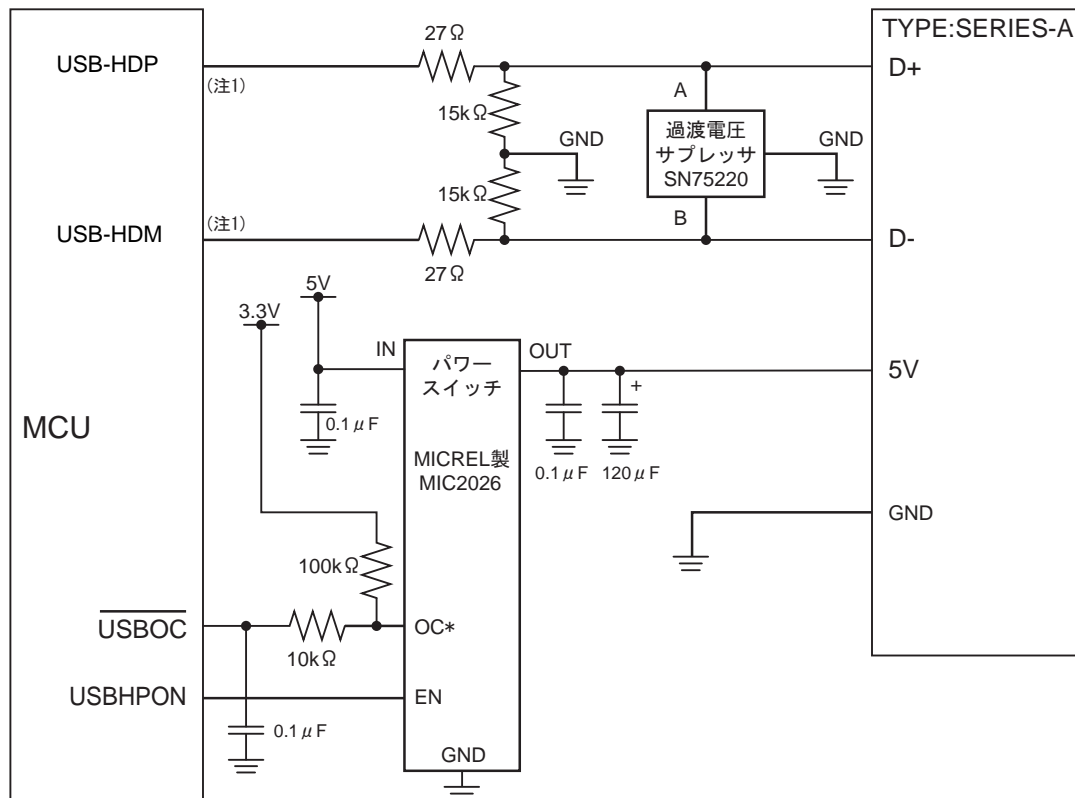 TYPE:SERIES-A
27Ω
USB-HDP
(注1)
D+
A
15kΩ
GND
過渡電圧
サプレッサ
SN75220
GND
15kΩ
B
USB-HDM
(注1)
D-
27Ω
5V
3.3V
IN
パワー
スイッチ
OUT
5V
+
0.1μF
MCU
MICREL製
MIC2026
0.1μF
120μF
GND
100kΩ
USBOC
OC*
10kΩ
USBHPON
EN
0.1μF
GND